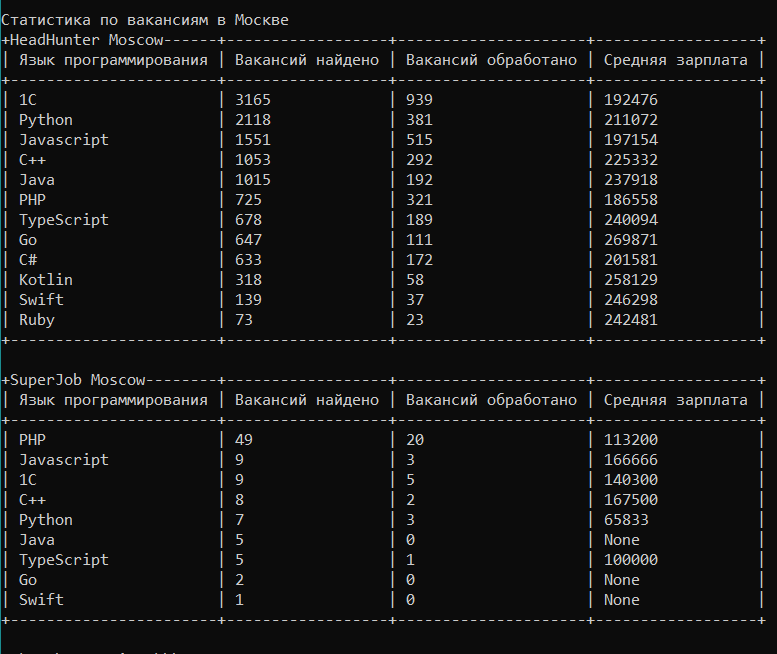 Статистика по вакансиям в Москве
+HeadHunter Moscow------+------------------+---------------------+------------------+
| Язык программирования | Вакансий найдено | Вакансий обработано | Средняя зарплата |
+-----------------------+------------------+---------------------+------------------+
| 1С                    | 3165             | 939                 | 192476           |
| Python                | 2118             | 381                 | 211072           |
| Javascript            | 1551             | 515                 | 197154           |
| C++                   | 1053             | 292                 | 225332           |
| Java                  | 1015             | 192                 | 237918           |
| PHP                   | 725              | 321                 | 186558           |
| TypeScript            | 678              | 189                 | 240094           |
| Go                    | 647              | 111                 | 269871           |
| C#                    | 633              | 172                 | 201581           |
| Kotlin                | 318              | 58                  | 258129           |
| Swift                 | 139              | 37                  | 246298           |
| Ruby                  | 73               | 23                  | 242481           |
+-----------------------+------------------+---------------------+------------------+
+SuperJob Moscow--------+------------------+---------------------+------------------+
| Язык программирования | Вакансий найдено | Вакансий обработано | Средняя зарплата |
+-----------------------+------------------+---------------------+------------------+
| PHP                   | 49               | 20                  | 113200           |
| Javascript            | 9                | 3                   | 166666           |
| 1С                    | 9                | 5                   | 140300           |
| C++                   | 8                | 2                   | 167500           |
| Python                | 7                | 3                   | 65833            |
| Java                  | 5                | 0                   | None             |
| TypeScript            | 5                | 1                   | 100000           |
| Go                    | 2                | 0                   | None             |
| Swift                 | 1                | 0                   | None             |
+-----------------------+------------------+---------------------+------------------+